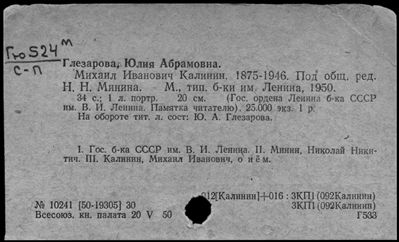 Гю524м
С-П
Глезарова, Юлия Абрамовна.
Михаил Иванович Калинин, 1875-1946. Под общ. ред.
Н. Н. Минина. — М., тип. б-ки им. Ленина, 1950.
34 с.; 1 л. портр. 20 см. (Гос. ордена Ленина б-ка СССР
им. В. И. Ленина. Памятка читателю). 25.000 экз. 1 р.
На обороте тит. л. сост: Ю. А. Глезарова.
I. Гос. б-ка СССР им. В. И. Ленина. II. Минин, Николай Ники-
тич. III. Калинин, Михаил Иванович, о нём.
012[Калинин]+016 : 3КП1(092Калинин)
№ 10241 [50-19305] 30
3КП1(092Калинин)
Всесоюз. кн. палата 20 V 50
Г533